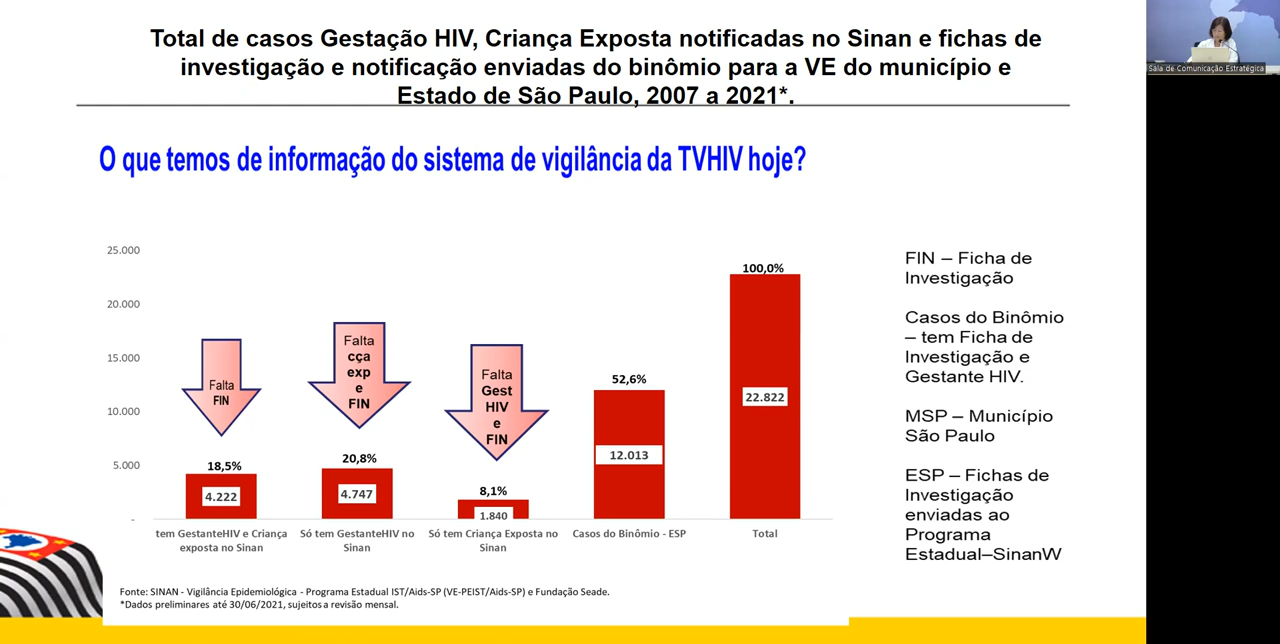 Total de casos Gestação HIV, Criança Exposta notificadas no Sinan e fichas de
investigação e notificação enviadas do binômio para a VE do município e
Estado de São Paulo, 2007 a 2021*.
Sala de Comunicação Estratégica
O que temos de informação do sistema de vigilância da TVHIV hoje?
25.000
20.000
15.000
10.000
5.000
-
Falta
FIN
18,5%
4.222
tem GestanteHIV e Criança
exposta no Sinan
Falta
cça
exp
e
FIN
20,8%
4.747
Só tem GestanteHIV no
Sinan
Falta
Gest
HIV
e
FIN
8,1%
1.840
Só tem Criança Exposta no
Sinan
52,6%
12.013
Casos do Binômio - ESP
100,0%
22.822
Total
FIN – Ficha de
Investigação
Casos do Binômio
– tem Ficha de
Investigação e
Gestante HIV.
MSP – Município
São Paulo
ESP – Fichas de
Investigação
enviadas ao
Programa
Estadual–SinanW
Fonte: SINAN - Vigilância Epidemiológica - Programa Estadual IST/Aids-SP (VE-PEIST/Aids-SP) e Fundação Seade.
*Dados preliminares até 30/06/2021, sujeitos a revisão mensal.